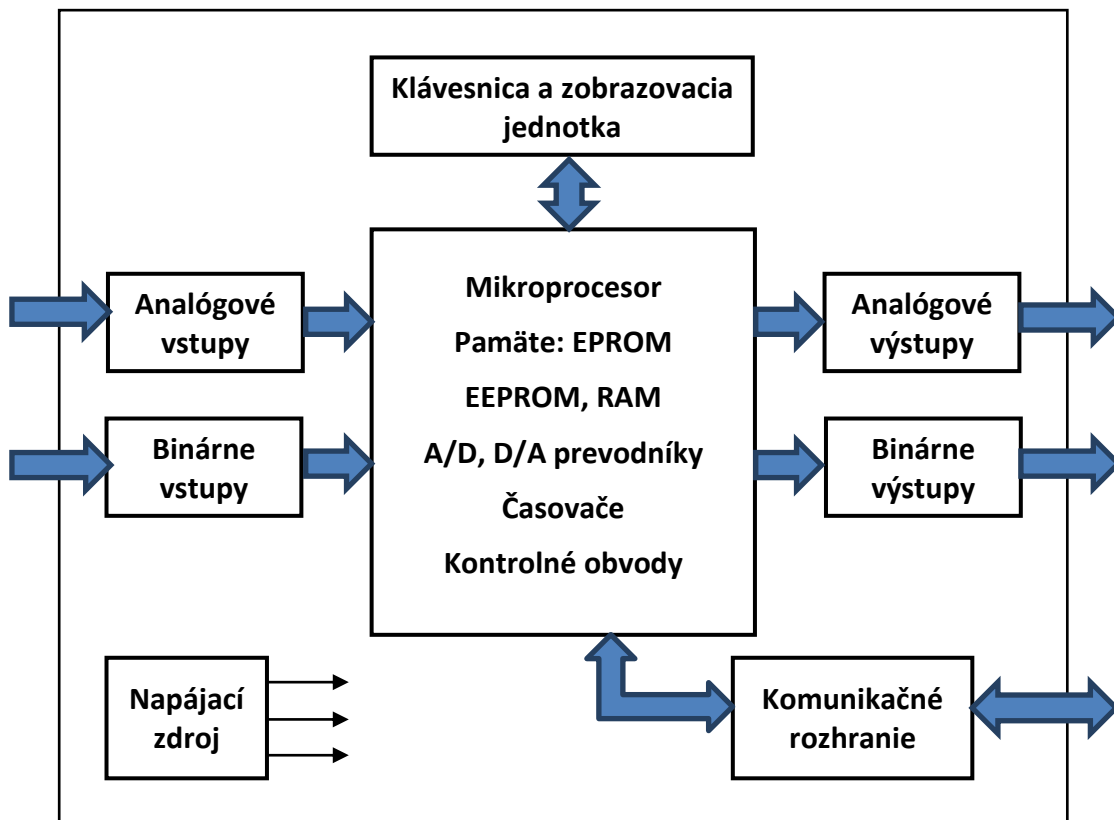 Klávesnica a zobrazovacia
jednotka
Analógové
vstupy
Binárne
vstupy
Mikroprocesor
Pamäte: EPROM
EEPROM, RAM
A/D, D/A prevodníky
Časovače
Kontrolné obvody
Analógové
výstupy
Binárne
výstupy
Napájací
zdroj
Komunikačné
rozhranie